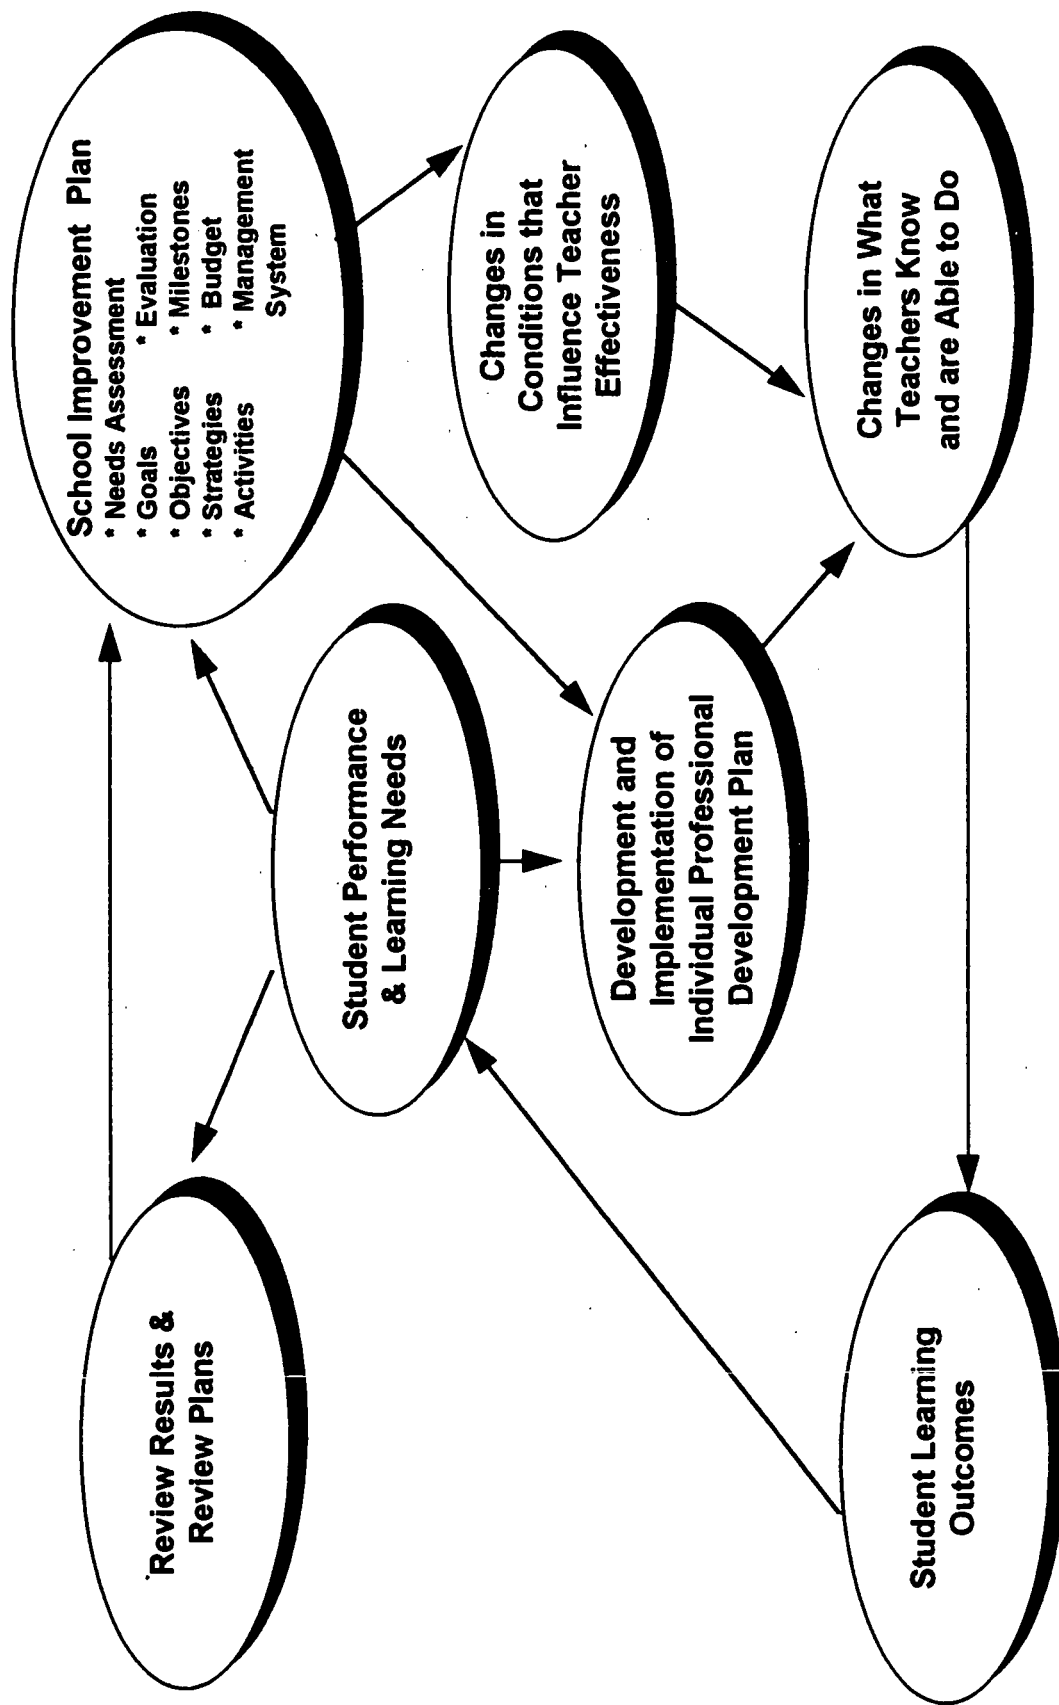 Review Results &
Review Plans
School Improvement Plan
* Needs Assessment
* Goals * Evaluation
* Objectives * Milestones
* Strategies * Budget
* Activities * Management
System
Student Performance
& Learning Needs
Changes in
Conditions that
Influence Teacher
Effectiveness
Development and
Implementation of
Individual Professional
Development Plan
Student Learning
Outcomes
Changes in What
Teachers Know
and are Able to Do